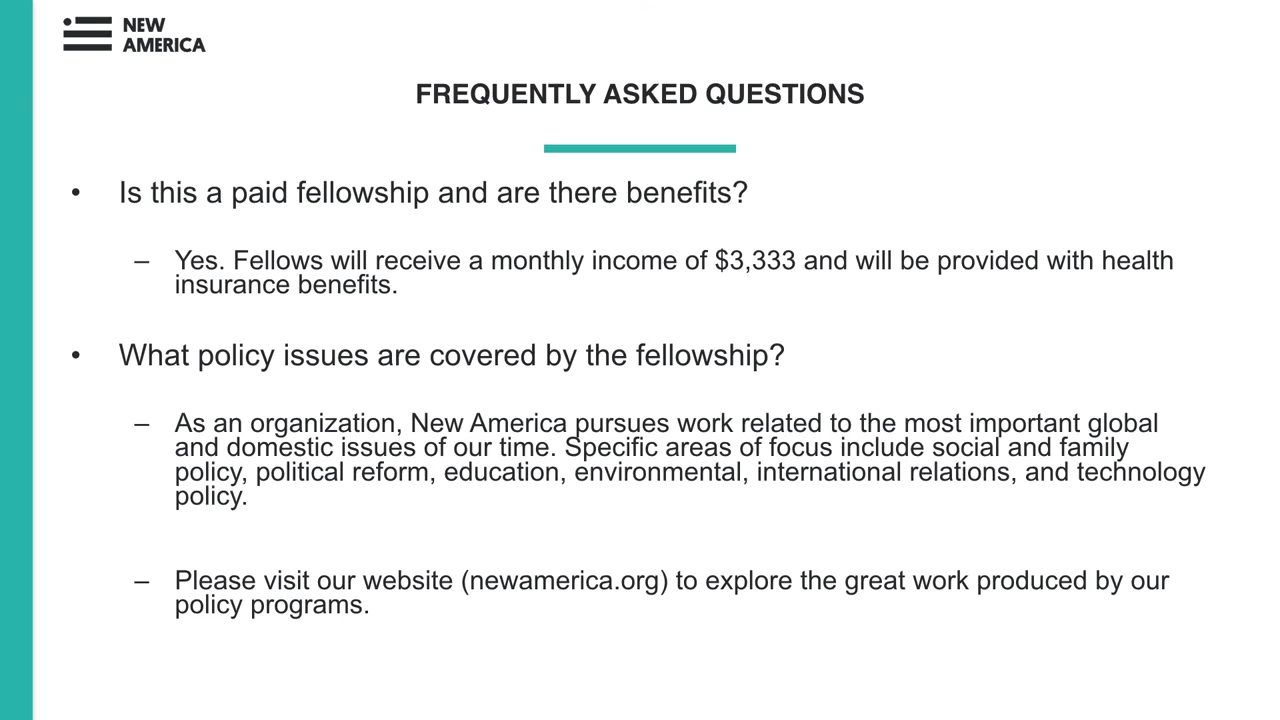 NEW
AMERICA
FREQUENTLY ASKED QUESTIONS
• Is this a paid fellowship and are there benefits?
– Yes. Fellows will receive a monthly income of $3,333 and will be provided with health
insurance benefits.
• What policy issues are covered by the fellowship?
– As an organization, New America pursues work related to the most important global
and domestic issues of our time. Specific areas of focus include social and family
policy, political reform, education, environmental, international relations, and technology
policy.
– Please visit our website (newamerica.org) to explore the great work produced by our
policy programs.